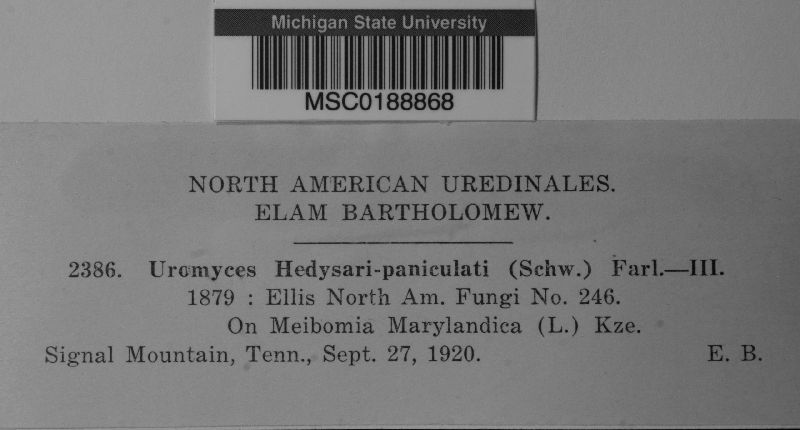 Michigan State University
MSC0188868
NORTH AMERICAN UREDINALES.
ELAM BARTHOLOMEW.
2386. Uromyces Hedysari-paniculati (Schw.) Farl.—III.
1879 : Ellis North Am. Fungi No. 246.
On Meibomia Marylandica (L.) Kze.
Signal Mountain, Tenn., Sept. 27, 1920. E. B.